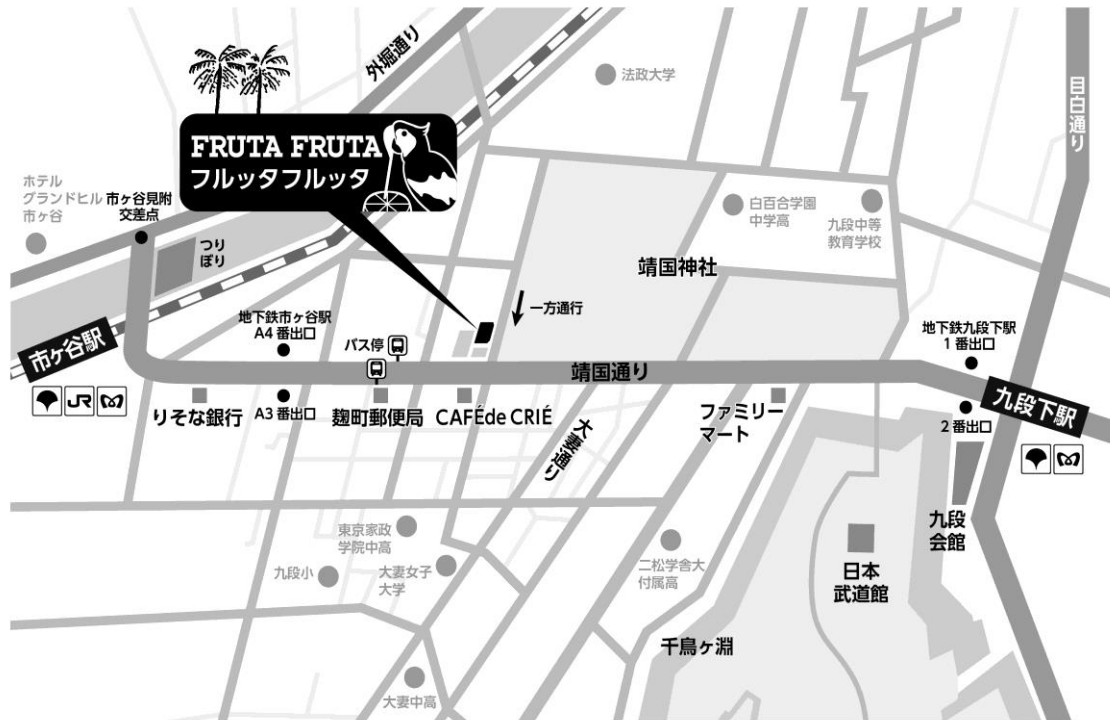 外堀通り
法政大学
目白通り
FRUTA FRUTA
フルッタフルッタ
ホテル
グランドヒル
市ヶ谷
市ヶ谷見附
交差点
つり
ぼり
白百合学園
中学高
九段中等
教育学校
靖国神社
一方通行
地下鉄市ヶ谷駅
A4 番出口
バス停
地下鉄九段下駅
1 番出口
市ヶ谷駅
JR
靖国通り
りそな銀行
A3 番出口
麹町郵便局
CAFÉ de CRIÉ
大妻通り
ファミリー
マート
2 番出口
九段下駅
東京家政
学院中高
九段小
大妻女子
大学
二松学舎大
付属高
日本
武道館
九段
会館
千鳥ヶ淵
大妻中高